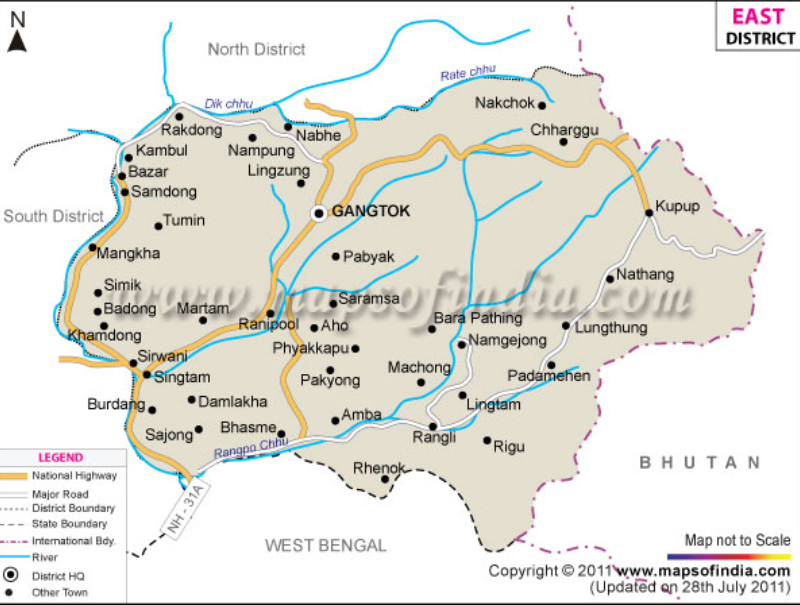 N
EAST
DISTRICT
North District
Rate chhu
Dik chhu
Nakchok
Rakdong
Nabhe
Chharggu
Kambul
Nampung
Bazar
Lingzung
Samdong
South District
Tumin
GANGTOK
Kupup
Mangkha
Pabyak
Nathang
Simik
Saramsa
www.mapsofindia.com
Badong
Martam
Ranipool
Aho
Bara Pathing
Lungthung
Khamdong
Namgejong
Phyakkapu
Sirwani
Machong
Padamehen
Singtam
Pakyong
Burdang
Damlakha
Lingtam
Amba
Sajong
Bhasme
Rangli
Rangpo Chhu
Rigu
Rhenok
BHUTAN
NH - 31A
WEST BENGAL
LEGEND
National Highway
Major Road
District Boundary
State Boundary
International Bdy.
River
District HQ
Other Town
Map not to Scale
Copyright © 2011 www.mapsofindia.com
(Updated on 28th July 2011)